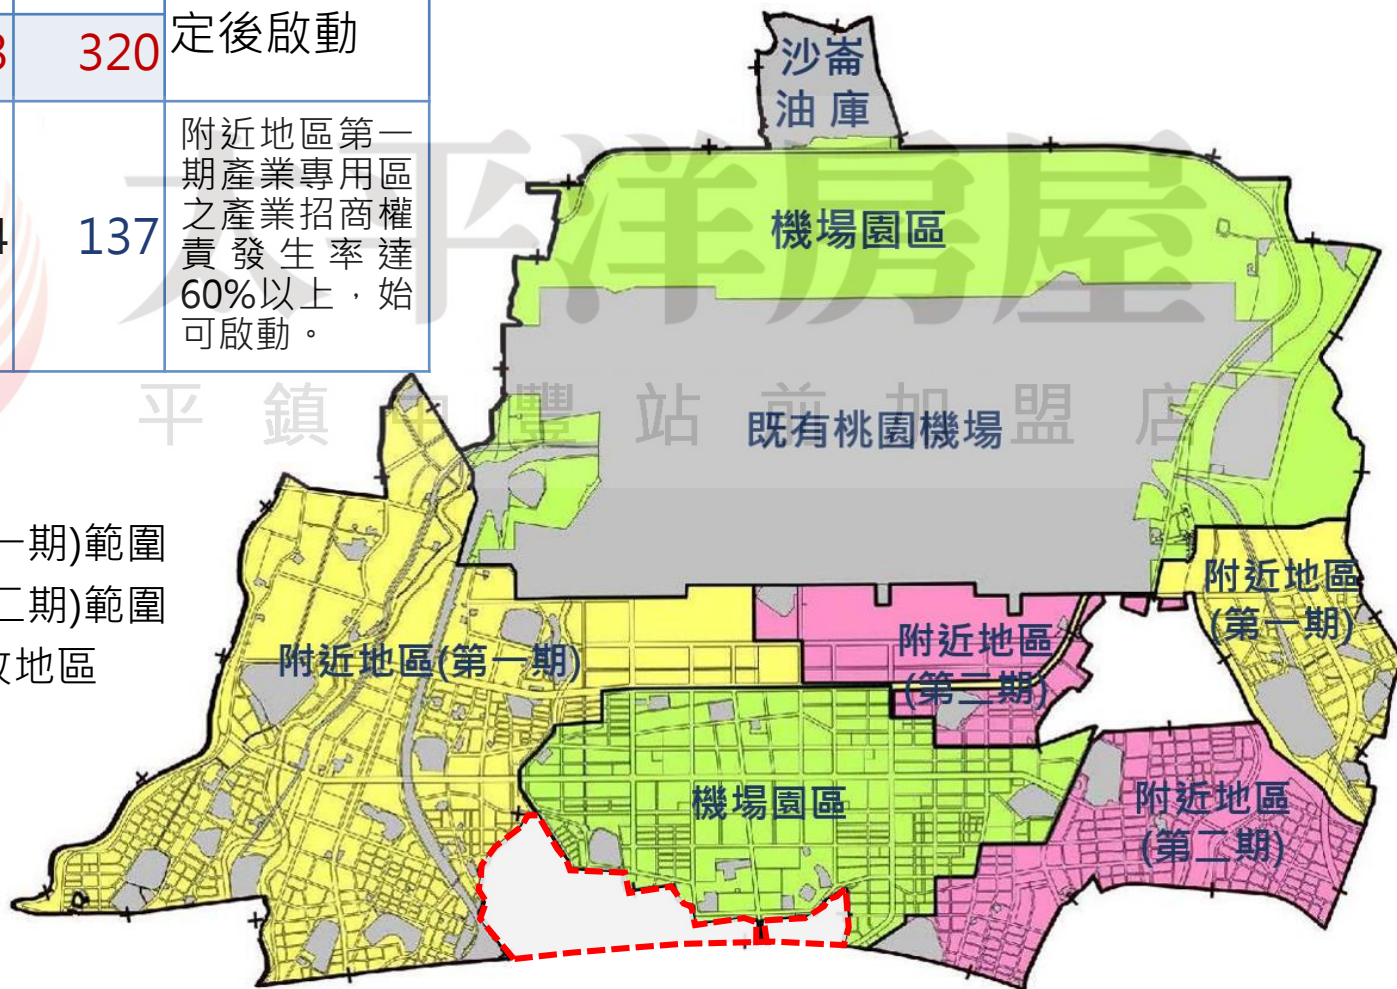 320
定後啟動
137
附近地區第一
期產業專用區
之產業招商權
責發生率達
60%以上，始
可啟動。
沙崙
油庫
機場園區
太平洋房屋
平鎮中豐站前加盟店
既有桃園機場
一期)範圍
二期)範圍
地區
附近地區(第一期)
附近地區
(第一期)
附近地區
(第二期)
機場園區
附近地區
(第二期)